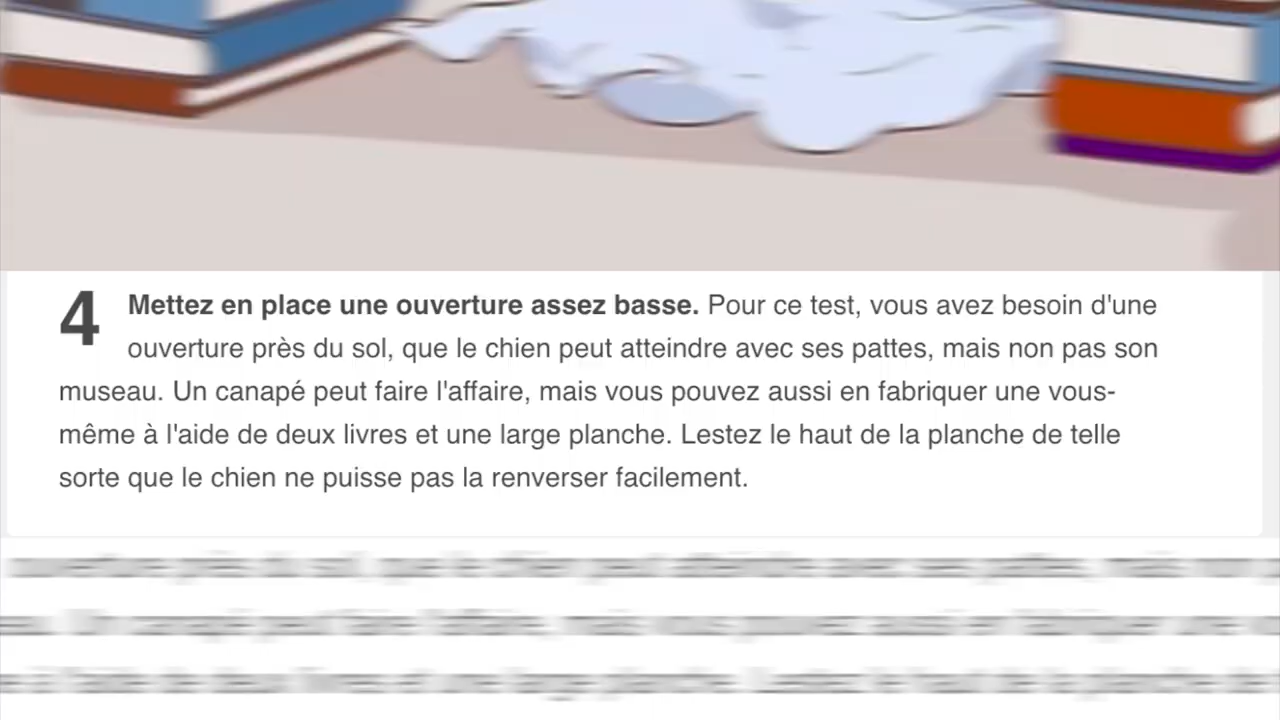 4 Mettez en place une ouverture assez basse. Pour ce test, vous avez besoin d'une
ouverture près du sol, que le chien peut atteindre avec ses pattes, mais non pas son
museau. Un canapé peut faire l'affaire, mais vous pouvez aussi en fabriquer une vous-
même à l'aide de deux livres et une large planche. Lestez le haut de la planche de telle
sorte que le chien ne puisse pas la renverser facilement.